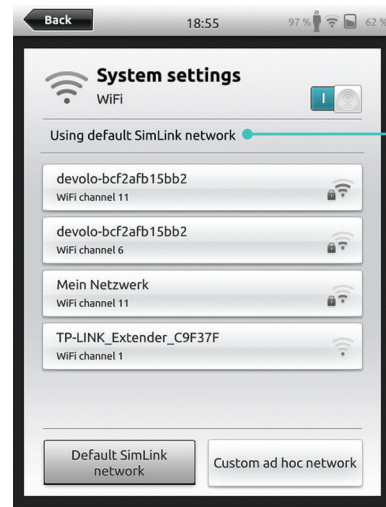 Back
18:55
97 %
62 %
System settings
WiFi
I
Using default SimLink network
devolo-bcf2afb15bb2
WiFi channel 11
devolo-bcf2afb15bb2
WiFi channel 6
Mein Netzwerk
WiFi channel 11
TP-LINK_Extender_C9F37F
WiFi channel 1
Default SimLink
network
Custom ad hoc network